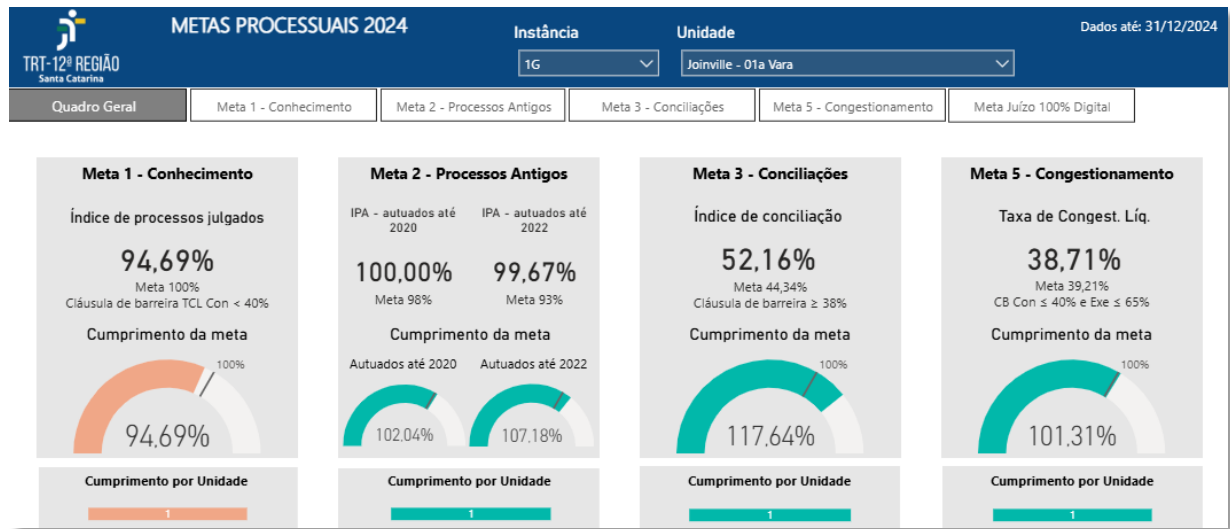 METAS PROCESSUAIS 2024
Instância
Unidade
Dados até: 31/12/2024
TRT-12ª REGIÃO
Santa Catarina
1G
Joinville - 01a Vara
Quadro Geral
Meta 1 - Conhecimento
Meta 2 - Processos Antigos
Meta 3 - Conciliações
Meta 5 - Congestionamento
Meta Juízo 100% Digital
Meta 1 - Conhecimento
Índice de processos julgados
94,69%
Meta 100%
Cláusula de barreira TCL Con < 40%
Cumprimento da meta
100%
94,69%
Cumprimento por Unidade
1
Meta 2 - Processos Antigos
IPA - autuados até
2020
IPA - autuados até
2022
100,00%
99,67%
Meta 98%
Meta 93%
Cumprimento da meta
Autuados até 2020
Autuados até 2022
102,04%
107,18%
Cumprimento por Unidade
1
Meta 3 - Conciliações
Índice de conciliação
52,16%
Meta 44,34%
Cláusula de barreira ≥ 38%
Cumprimento da meta
100%
117,64%
Cumprimento por Unidade
1
Meta 5 - Congestionamento
Taxa de Congest. Líq.
38,71%
Meta 39,21%
CB Con ≤ 40% e Exe ≤ 65%
Cumprimento da meta
100%
101,31%
Cumprimento por Unidade
1